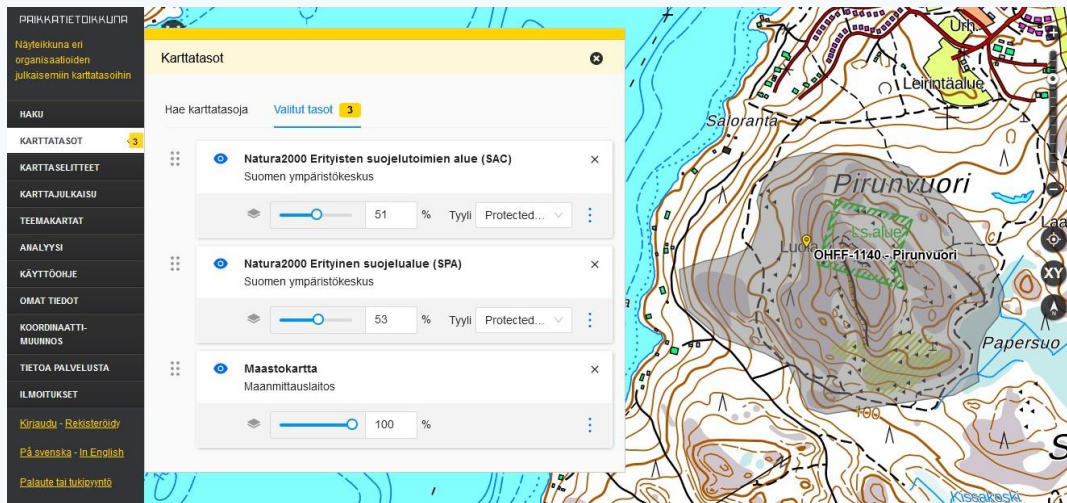 PAIKKATIETOIKKUNA
Näyteikkuna eri
organisaatioiden
julkaisemiin karttatasoihin
HAKU
KARTTATASOT 3
KARTTASELITTEET
KARTTAJULKAISU
TEEMAKARTAT
ANALYYSI
KÄYTTÖOHJE
OMAT TIEDOT
KOORDINAATTI-
MUUNNOS
TIETOA PALVELUSTA
ILMOITUKSET
Kirjaudu - Rekisteröidy
På svenska - In English
Palaute tai tukipyyntö
Karttatasot
Hae karttatasoja Valitut tasot 3
Natura2000 Erityisten suojelutoimien alue (SAC)
Suomen ympäristökeskus
51 % Tyyli Protected...
Natura2000 Erityinen suojelualue (SPA)
Suomen ympäristökeskus
53 % Tyyli Protected...
Maastokartta
Maanmittauslaitos
100 %
Urh.
Leirintäalue
Saloranta
Pirunvuori
Ls.alue
Luola
OHFF-1140 - Pirunvuori
XY
N
Papersuo
100
Kissakoski